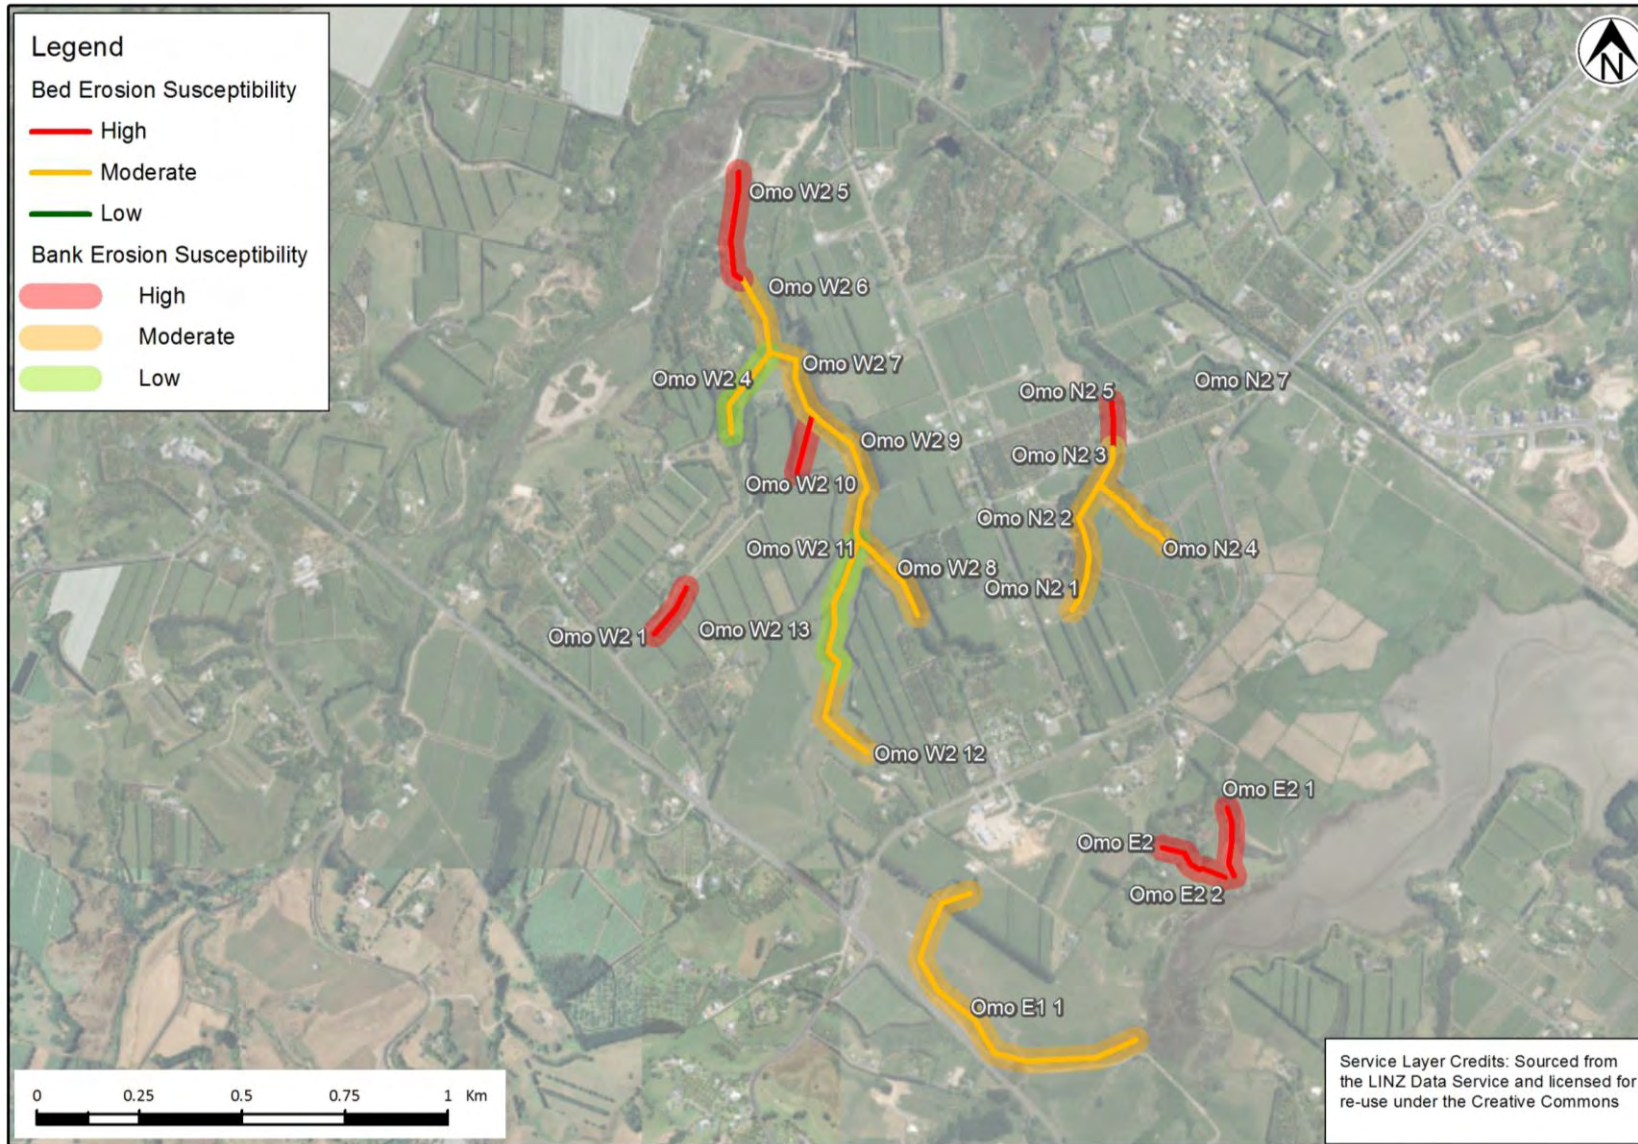 Legend
Bed Erosion Susceptibility
High
Moderate
Low
Bank Erosion Susceptibility
High
Moderate
Low
N
Omo W2 5
Omo W2 6
Omo W2 7
Omo W2 4
Omo N2 7
Omo N2 5
Omo W2 9
Omo N2 3
Omo W2 10
Omo N2 2
Omo W2 11
Omo N2 4
Omo W2 8
Omo N2 1
Omo W2 13
Omo W2 1
Omo W2 12
Omo E2 1
Omo E2
Omo E2 2
Omo E1 1
0 0.25 0.5 0.75 1 Km
Service Layer Credits: Sourced from
the LINZ Data Service and licensed for
re-use under the Creative Commons